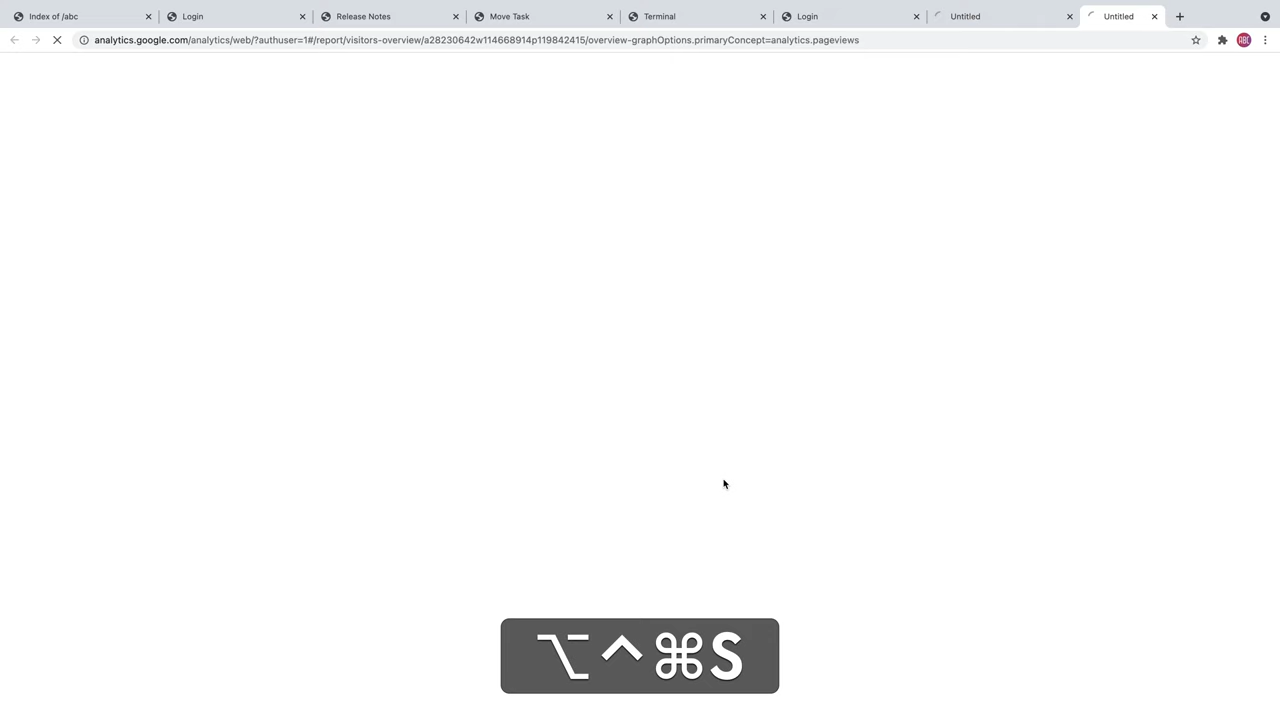 Index of /abc
Login
Release Notes
Move Task
Terminal
Login
Untitled
Untitled
analytics.google.com/analytics/web/?authuser=1#/report/visitors-overview/a28230642w114668914p119842415/overview-graphOptions.primaryConcept=analytics.pageviews
ABC
⌥^⌘S